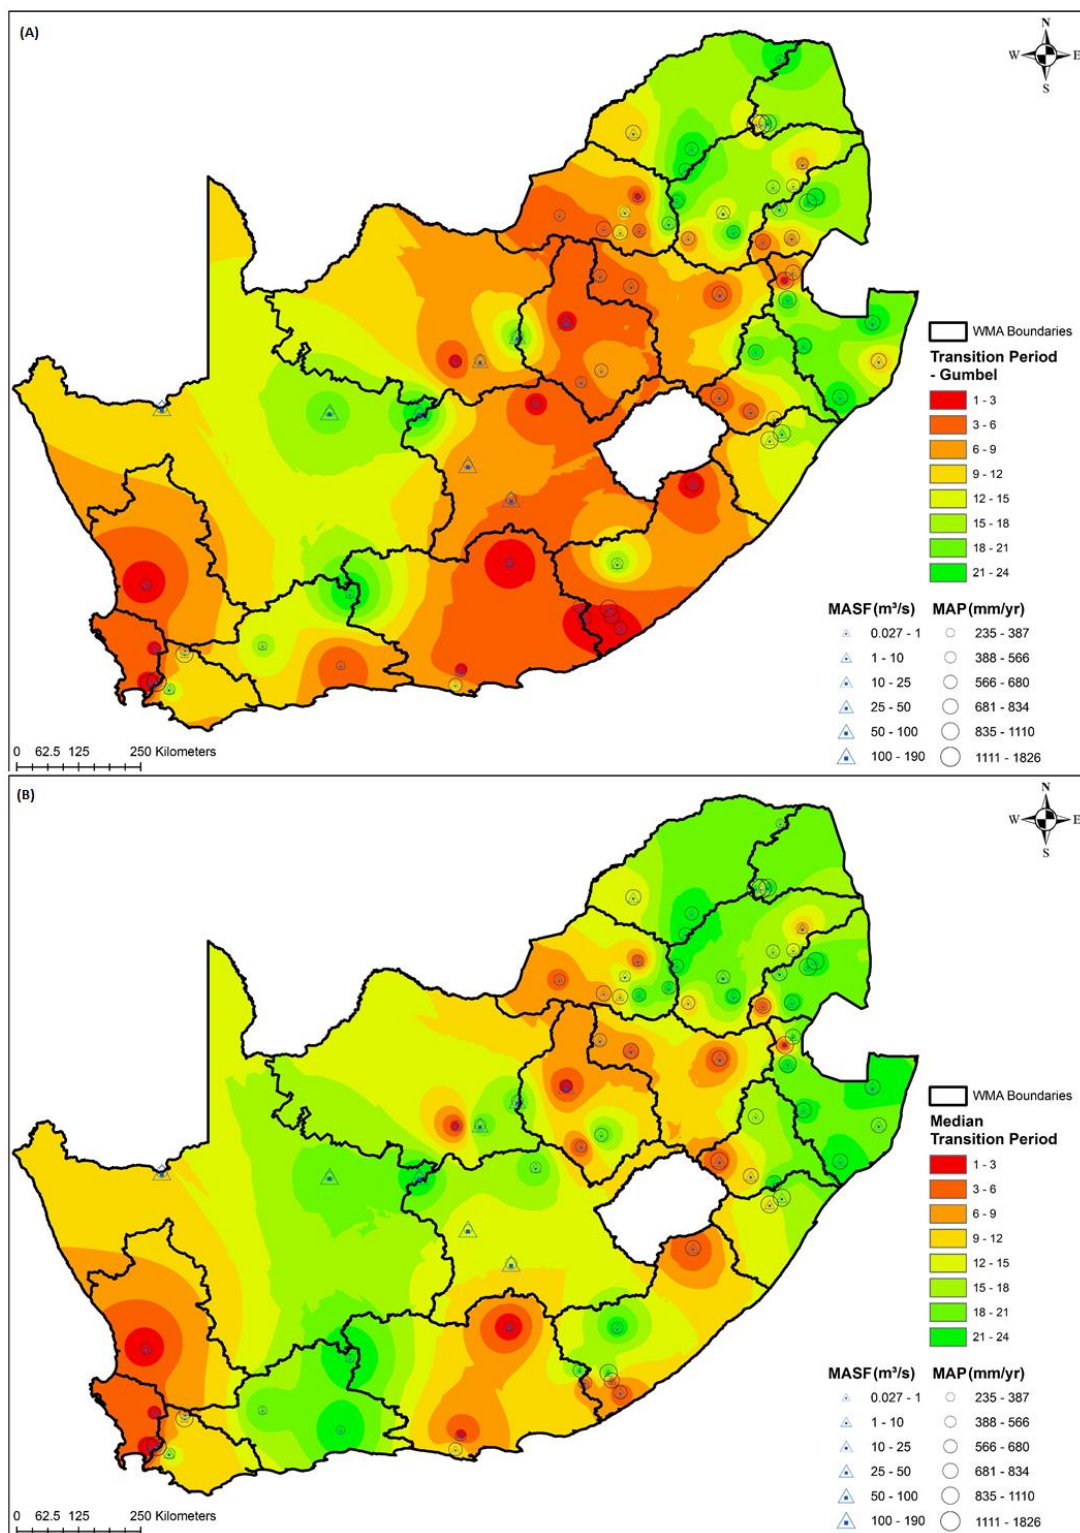 (A)
N
W E
S
WMA Boundaries
Transition Period
- Gumbel
1 - 3
3 - 6
6 - 9
9 - 12
12 - 15
15 - 18
18 - 21
21 - 24
MASF (m³/s) MAP (mm/yr)
0.027 - 1 235 - 387
1 - 10 388 - 566
10 - 25 566 - 680
25 - 50 681 - 834
50 - 100 835 - 1110
100 - 190 1111 - 1826
0 62.5 125 250 Kilometers
(B)
N
W E
S
WMA Boundaries
Median
Transition Period
1 - 3
3 - 6
6 - 9
9 - 12
12 - 15
15 - 18
18 - 21
21 - 24
MASF (m³/s) MAP (mm/yr)
0.027 - 1 235 - 387
1 - 10 388 - 566
10 - 25 566 - 680
25 - 50 681 - 834
50 - 100 835 - 1110
100 - 190 1111 - 1826
0 62.5 125 250 Kilometers